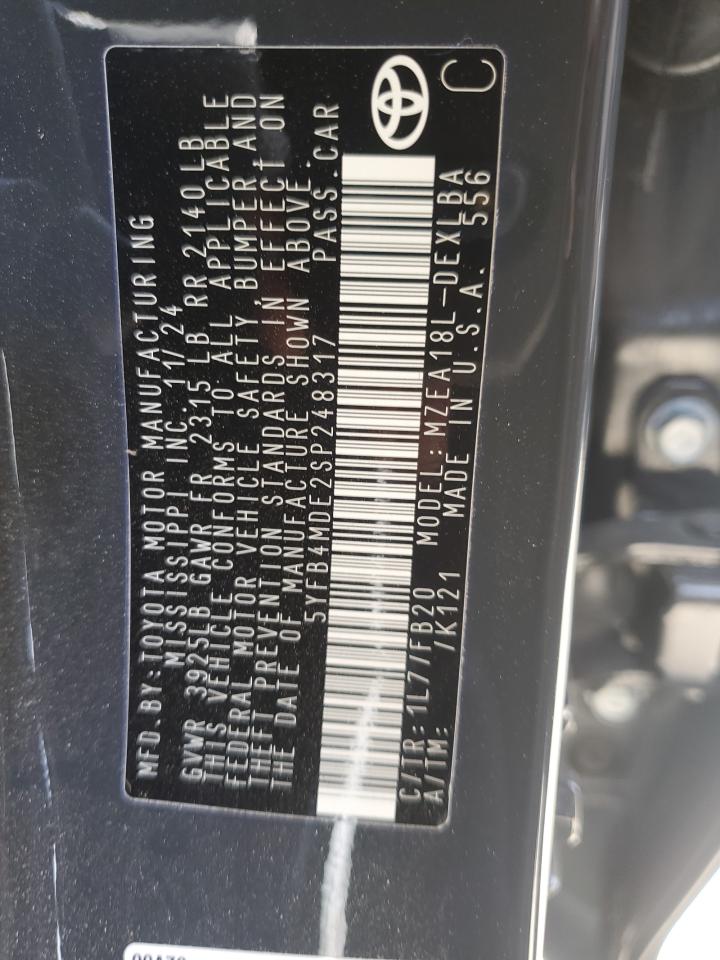 MFD.BY:TOYOTA MOTOR MANUFACTURING
MISSISSIPPI INC. 11/24
GVWR 3925LB GAWR FR 2315 LB RR 2140LB
THIS VEHICLE CONFORMS TO ALL APPLICABLE
FEDERAL MOTOR VEHICLE SAFETY, BUMPER,AND
THEFT PREVENTION STANDARDS IN EFFECT ON
THE DATE OF MANUFACTURE SHOWN ABOVE.
5YFB4MDE2SP248317 PASS.CAR
C/TR:1L77FB20 MODEL:MZEA18L-DEXLBA
A/TM: /K121 MADE IN U.S.A. 556
C